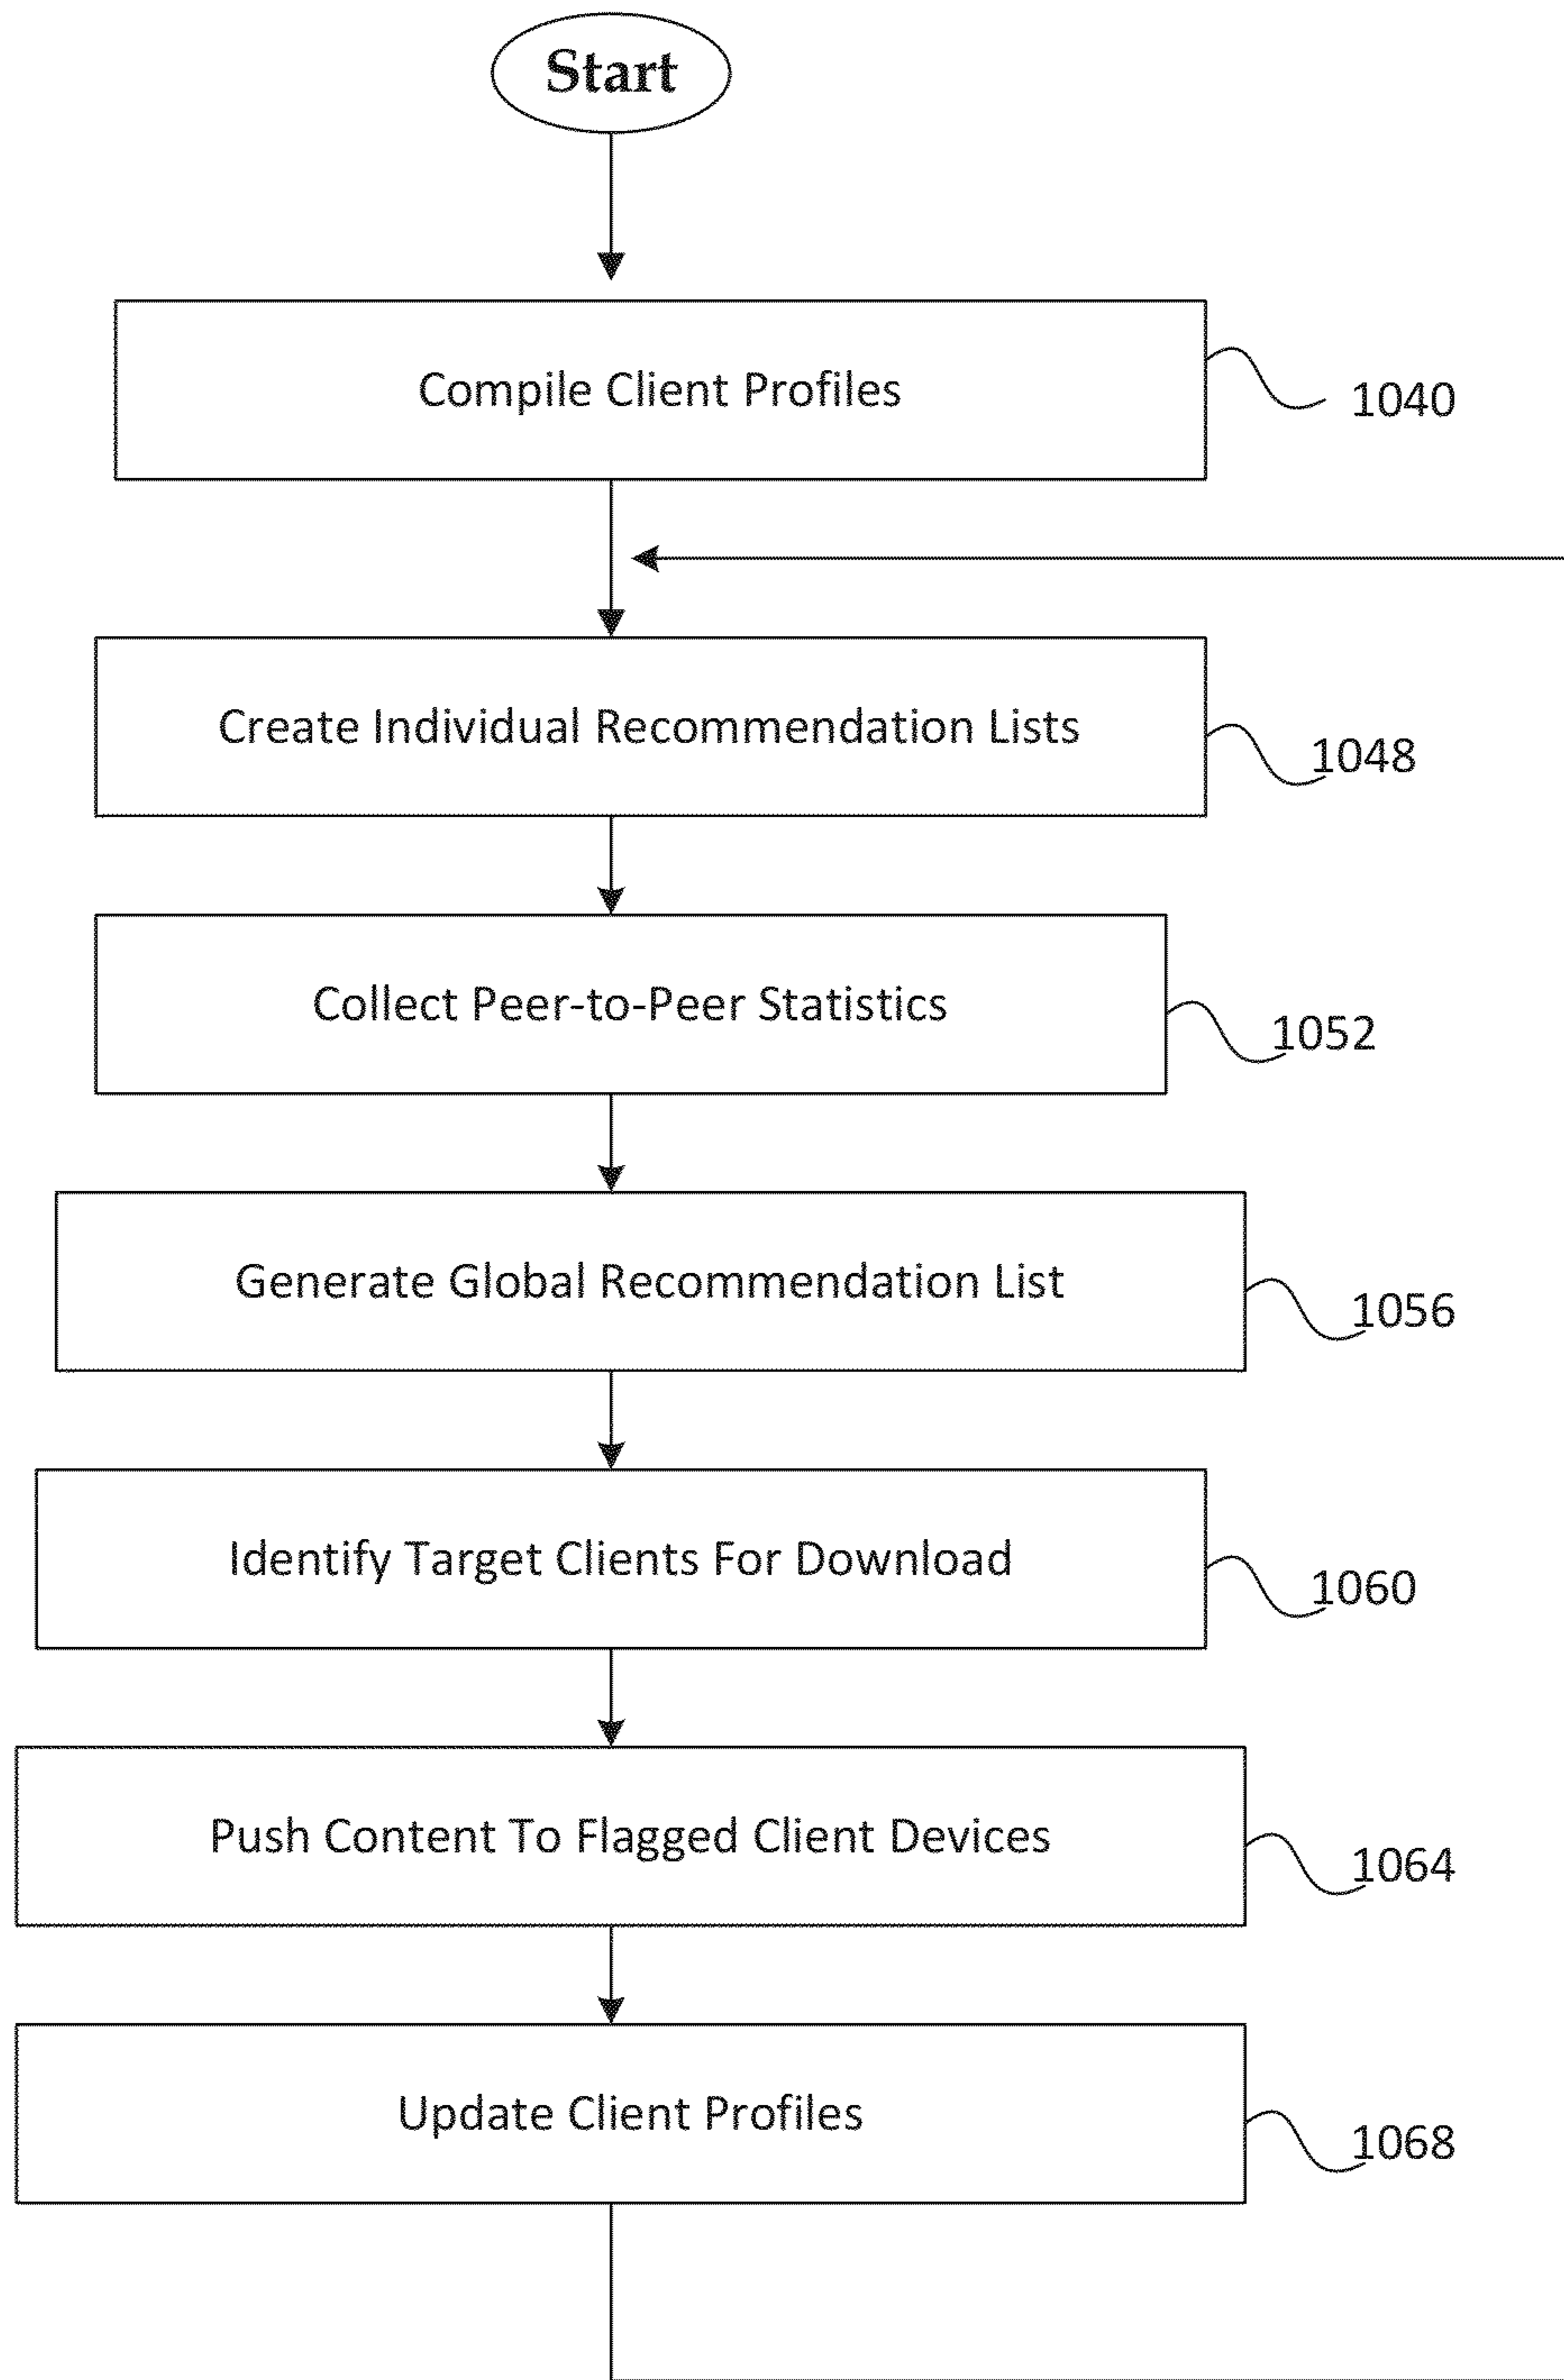 Start
Compile Client Profiles
1040
Create Individual Recommendation Lists
1048
Collect Peer-to-Peer Statistics
1052
Generate Global Recommendation List
1056
Identify Target Clients For Download
1060
Push Content To Flagged Client Devices
1064
Update Client Profiles
1068